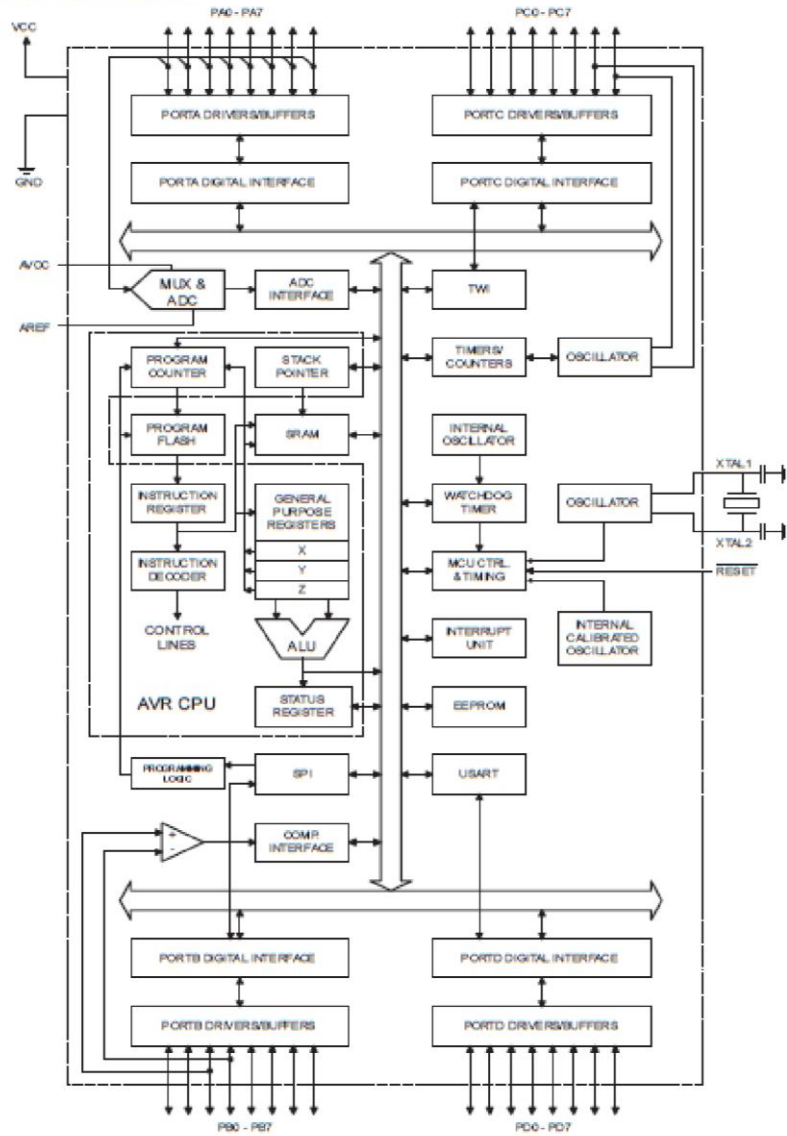 PA0 - PA7
PC0 - PC7
VCC
PORTA DRIVERS/BUFFERS
PORTC DRIVERS/BUFFERS
GND
PORTA DIGITAL INTERFACE
PORTC DIGITAL INTERFACE
AVCC
MUX &
ADC
ADC
INTERFACE
TWI
AREF
PROGRAM
COUNTER
STACK
POINTER
TIMERS/
COUNTERS
OSCILLATOR
PROGRAM
FLASH
SRAM
INTERNAL
OSCILLATOR
XTAL1
INSTRUCTION
REGISTER
GENERAL
PURPOSE
REGISTERS
WATCHDOG
TIMER
OSCILLATOR
XTAL2
X
INSTRUCTION
DECODER
Y
MCU CTRL.
& TIMING
RESET
Z
CONTROL
LINES
ALU
INTERRUPT
UNIT
INTERNAL
CALIBRATED
OSCILLATOR
AVR CPU
STATUS
REGISTER
EEPROM
PROGRAMMING
LOGIC
SPI
USART
+
-
COMP.
INTERFACE
PORTB DIGITAL INTERFACE
PORTD DIGITAL INTERFACE
PORTB DRIVERS/BUFFERS
PORTD DRIVERS/BUFFERS
PB0 - PB7
PD0 - PD7